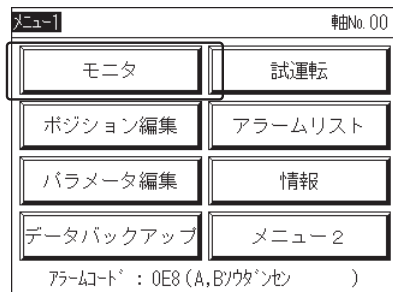 メニュー1 軸No. 00
モニタ 試運転
ポジション編集 アラームリスト
パラメータ編集 情報
データバックアップ メニュー2
アラームコード : 0E8 (A,Bソウダンセン )